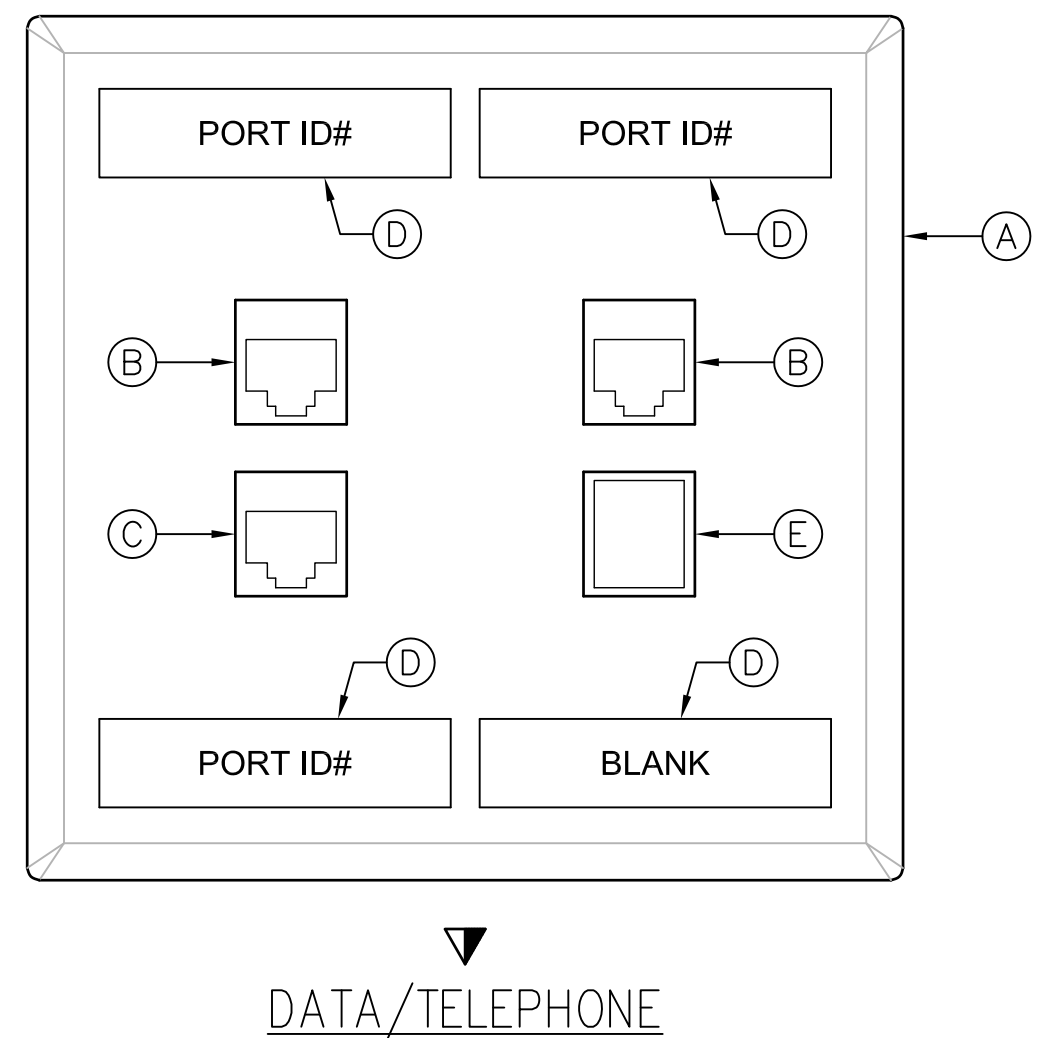 PORT ID# PORT ID#
D D
A
B B
C E
D D
PORT ID# BLANK
DATA/TELEPHONE